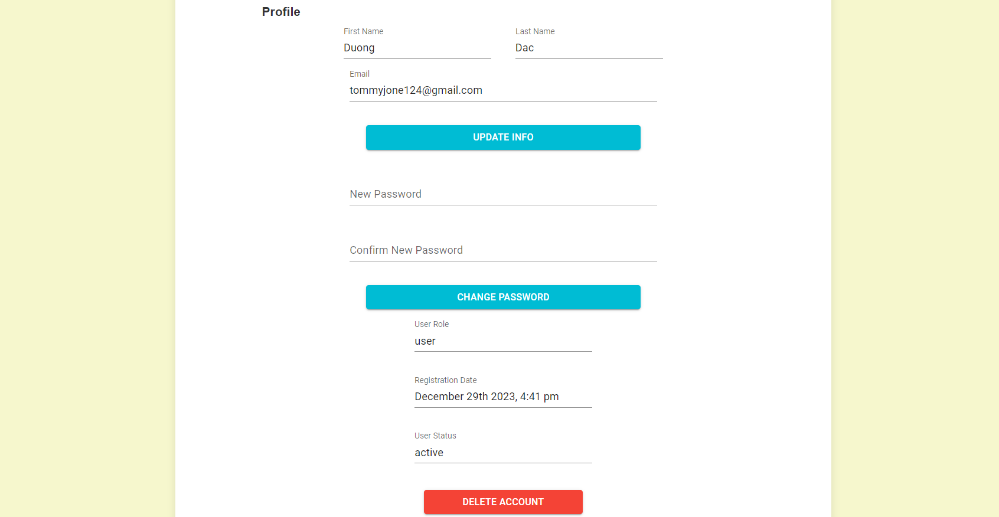 Profile
First Name Last Name
Duong Dac
Email
tommyjone124@gmail.com
UPDATE INFO
New Password
Confirm New Password
CHANGE PASSWORD
User Role
user
Registration Date
December 29th 2023, 4:41 pm
User Status
active
DELETE ACCOUNT